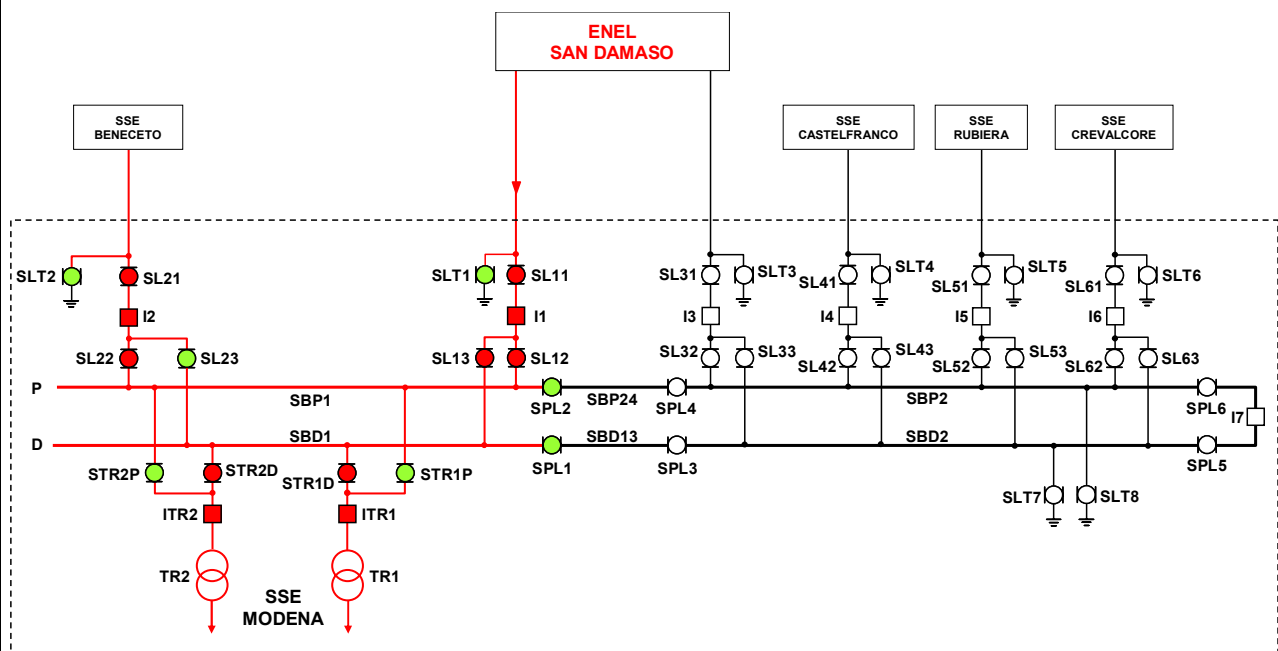 ENEL
SAN DAMASO
SSE
BENECETO
SSE
CASTELFRANCO
SSE
RUBIERA
SSE
CREVALCORE
SLT2
SL21
SLT1
SL11
SL31
SLT3
SL41
SLT4
SL51
SLT5
SL61
SLT6
I2
I1
I3
I4
I5
I6
SL22
SL23
SL13
SL12
SL32
SL33
SL42
SL43
SL52
SL53
SL62
SL63
P
SBP1
SPL2
SBP24
SPL4
SBP2
SPL6
I7
D
SBD1
SPL1
SBD13
SPL3
SBD2
SPL5
STR2P
STR2D
STR1D
STR1P
SLT7
SLT8
ITR2
ITR1
TR2
TR1
SSE
MODENA